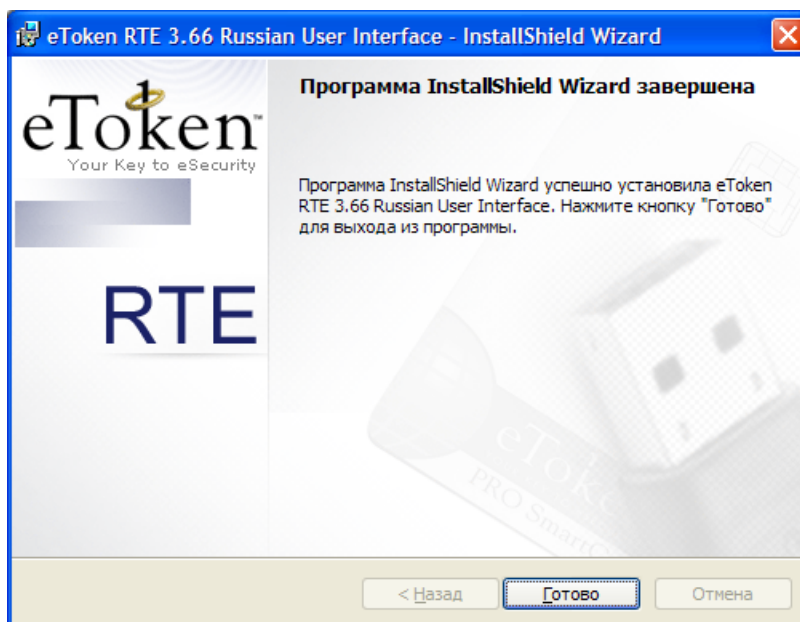 eToken RTE 3.66 Russian User Interface - InstallShield Wizard
eToken™
Your Key to eSecurity
RTE
Программа InstallShield Wizard завершена
Программа InstallShield Wizard успешно установила eToken
RTE 3.66 Russian User Interface. Нажмите кнопку "Готово"
для выхода из программы.
eToken
PRO SmartC
< Назад
Готово
Отмена